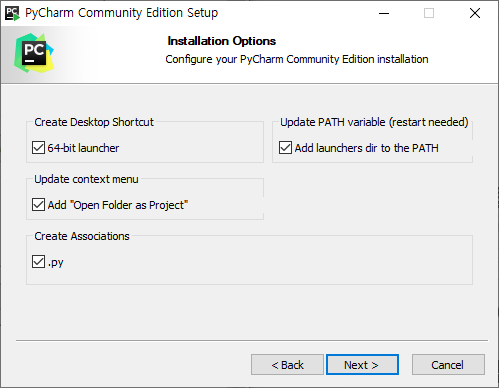 PyCharm Community Edition Setup
PC
Installation Options
Configure your PyCharm Community Edition installation
Create Desktop Shortcut
64-bit launcher
Update PATH variable (restart needed)
Add launchers dir to the PATH
Update context menu
Add "Open Folder as Project"
Create Associations
.py
< Back
Next >
Cancel